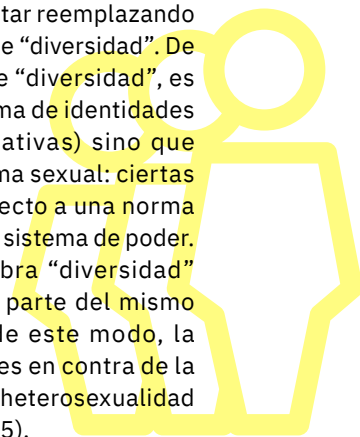 tar reemplazando
e “diversidad”. De
e “diversidad”, es
ma de identidades
ativas) sino que
ma sexual: ciertas
ecto a una norma
sistema de poder.
bra “diversidad”
parte del mismo
de este modo, la
es en contra de la
heterosexualidad
5).